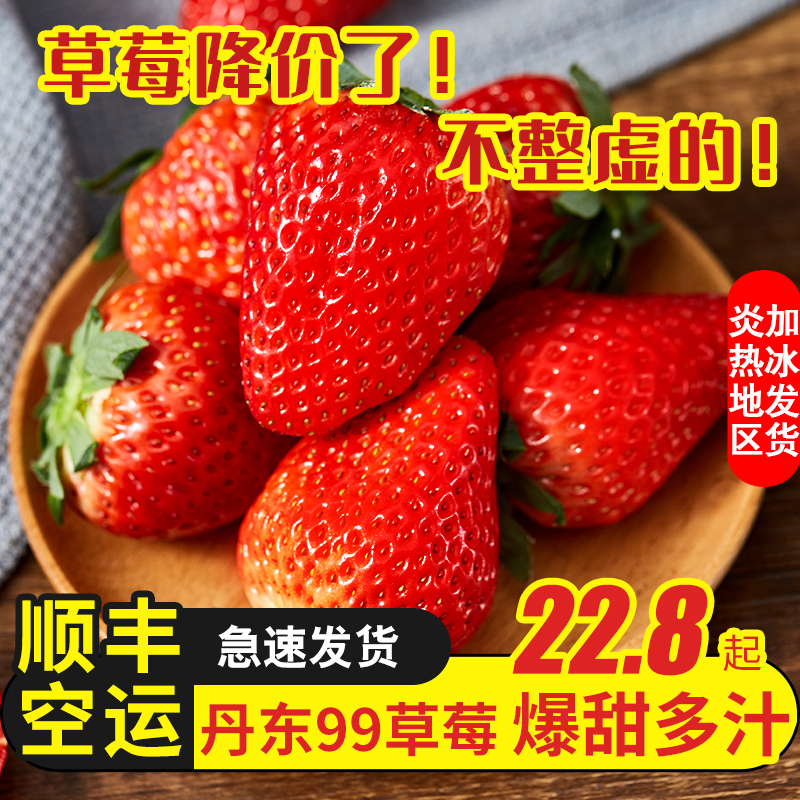 草莓降价了！
不整虚的！
炎热地区
加冰发货
顺丰
空运
急速发货
22.8起
丹东99草莓
爆甜多汁